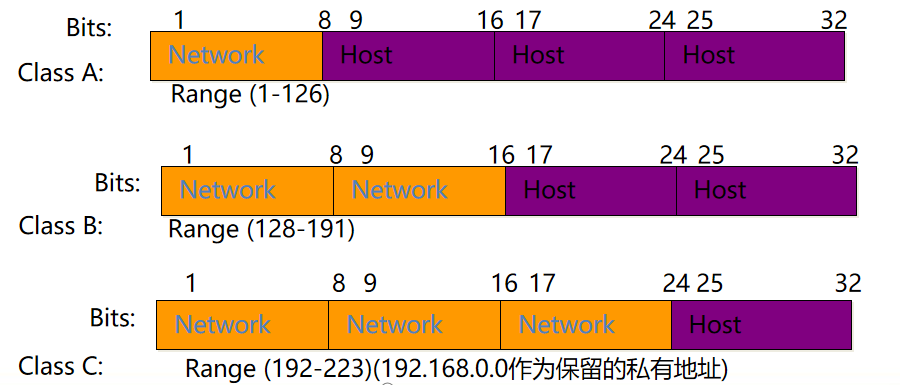 Bits: 1 8 9 16 17 24 25 32
Network Host Host Host
Class A:
Range (1-126)
Bits: 1 8 9 16 17 24 25 32
Network Network Host Host
Class B: Range (128-191)
Bits: 1 8 9 16 17 24 25 32
Network Network Network Host
Class C: Range (192-223)(192.168.0.0作为保留的私有地址)